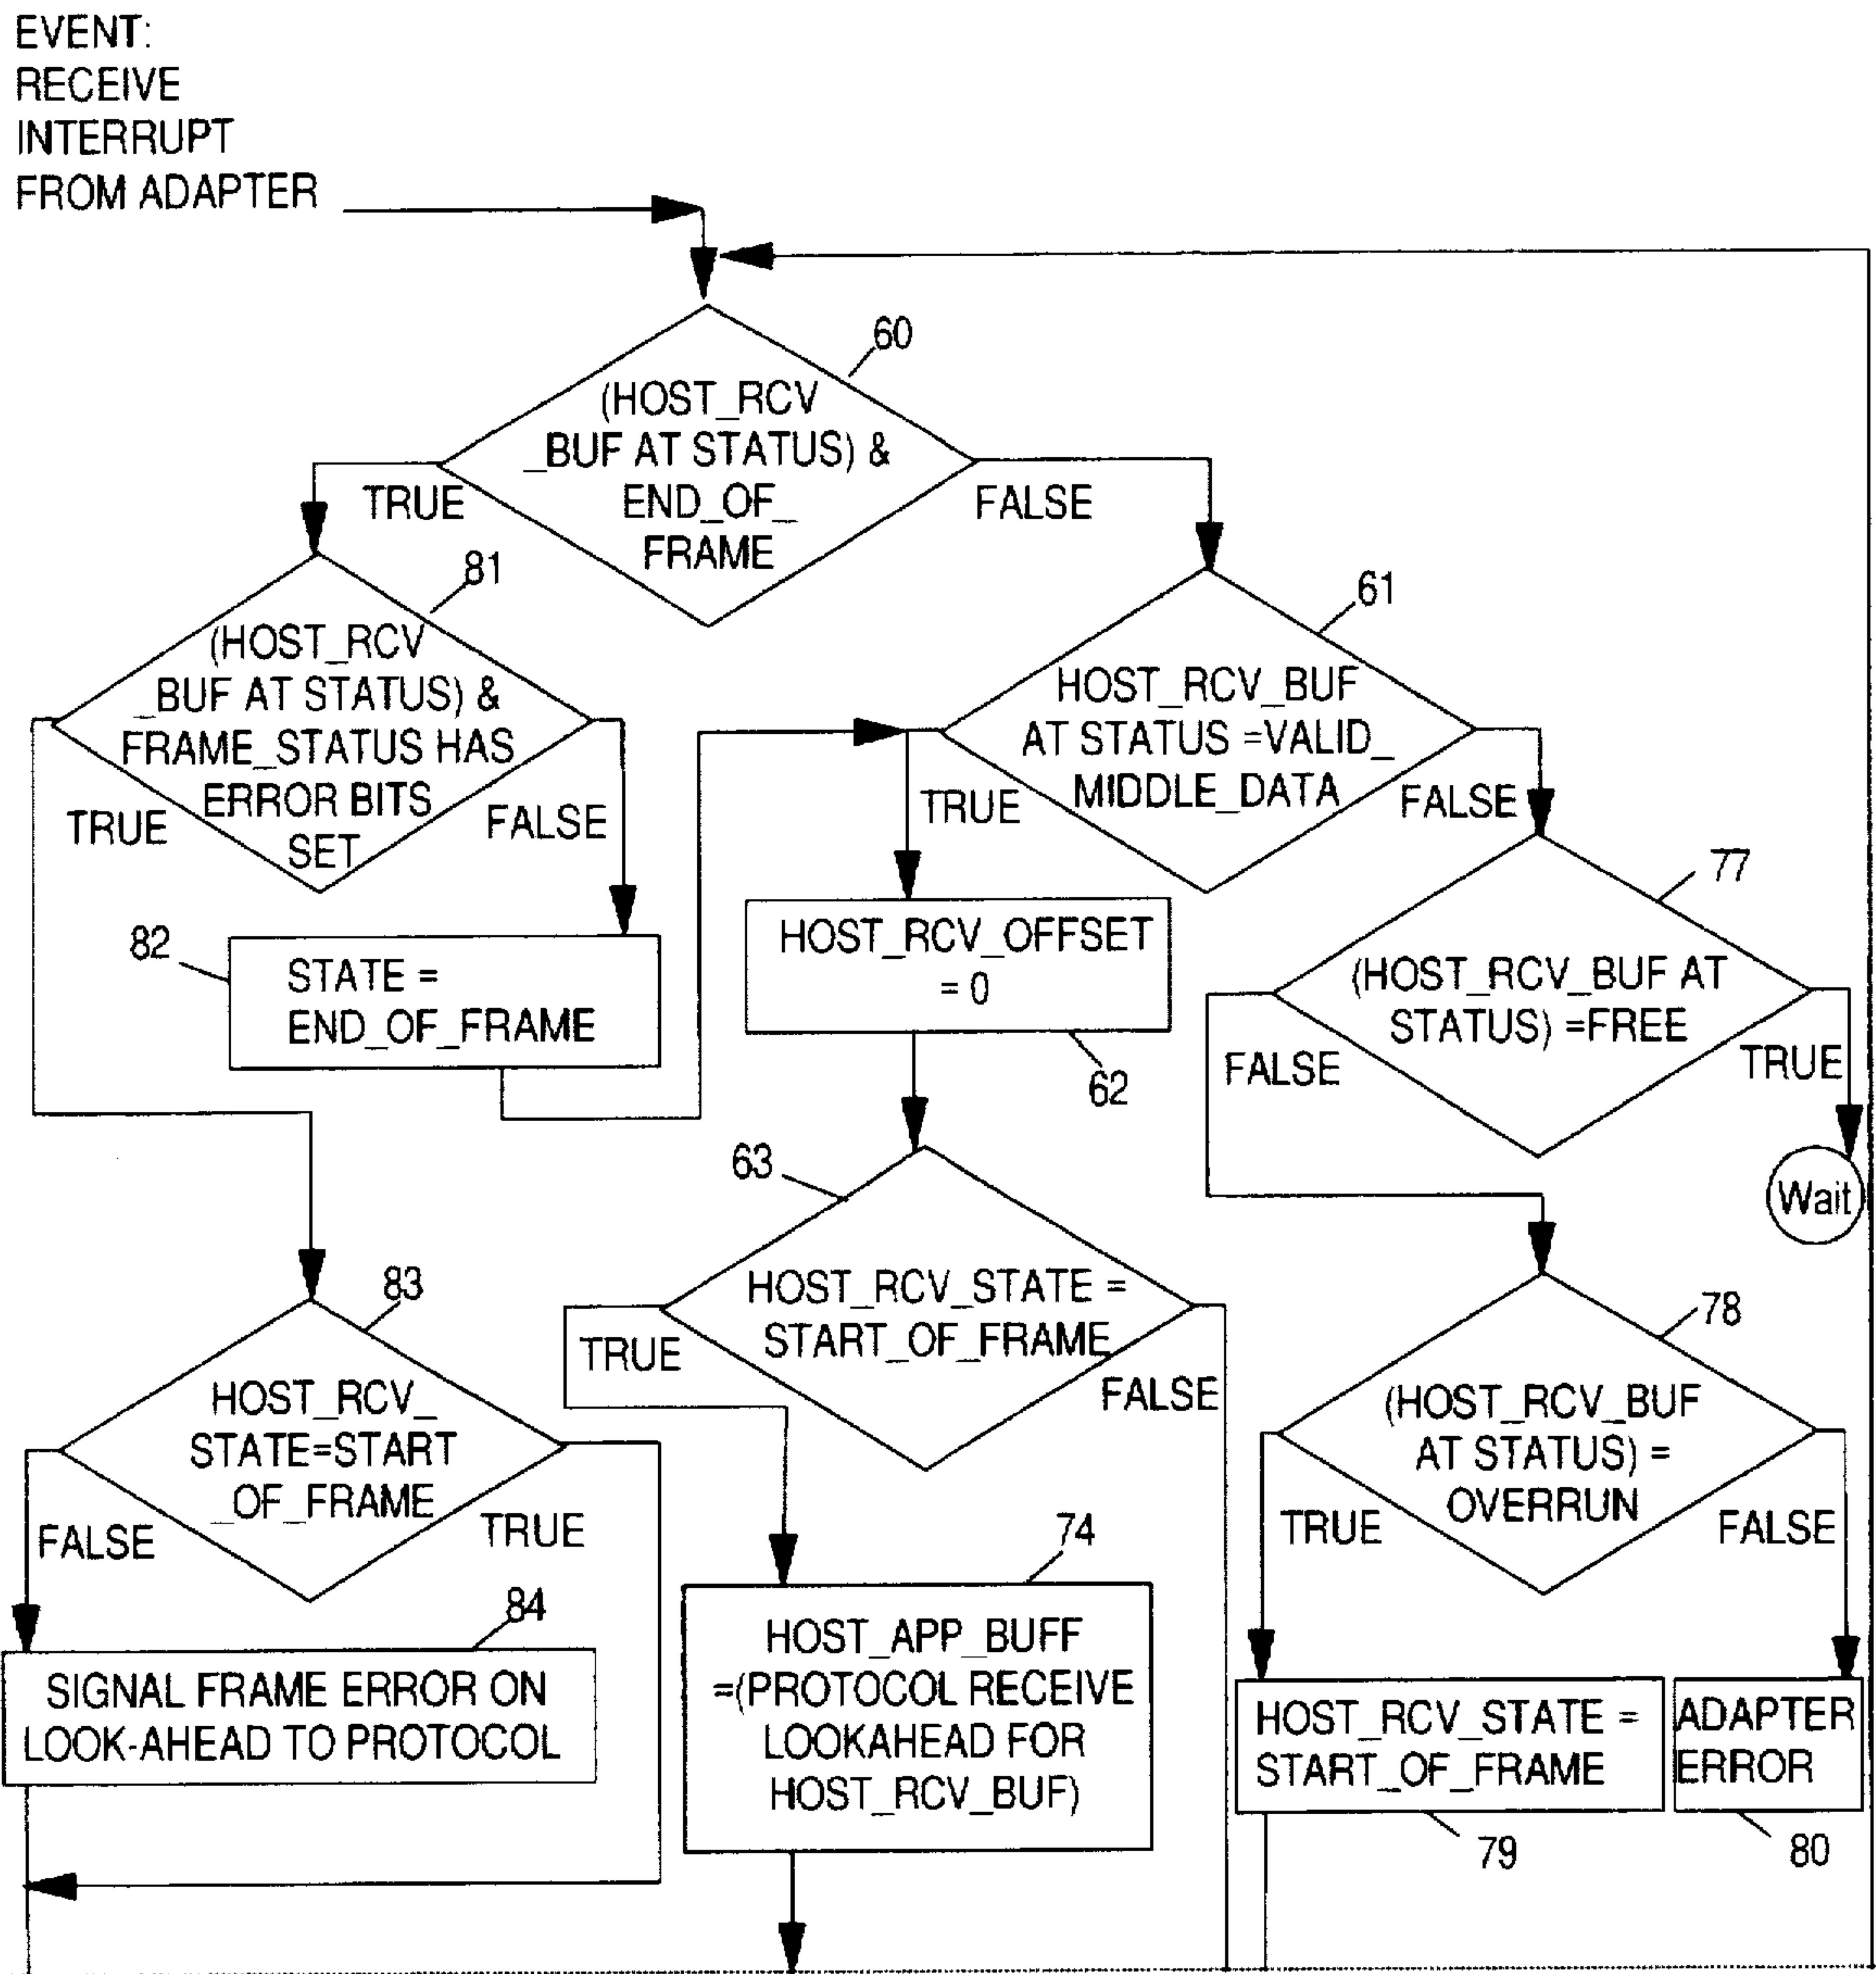 EVENT:
RECEIVE
INTERRUPT
FROM ADAPTER
60
(HOST_RCV
_BUF AT STATUS) &
END_OF_
FRAME
TRUE
FALSE
81
(HOST_RCV
_BUF AT STATUS) &
FRAME_STATUS HAS
ERROR BITS
SET
TRUE
FALSE
61
HOST_RCV_BUF
AT STATUS =VALID_
MIDDLE_DATA
TRUE
FALSE
82
STATE =
END_OF_FRAME
HOST_RCV_OFFSET
= 0
62
77
(HOST_RCV_BUF AT
STATUS) =FREE
FALSE
TRUE
Wait
63
HOST_RCV_STATE =
START_OF_FRAME
TRUE
FALSE
83
HOST_RCV_
STATE=START
_OF_FRAME
FALSE
TRUE
78
(HOST_RCV_BUF
AT STATUS) =
OVERRUN
TRUE
FALSE
84
SIGNAL FRAME ERROR ON
LOOK-AHEAD TO PROTOCOL
74
HOST_APP_BUFF
=(PROTOCOL RECEIVE
LOOKAHEAD FOR
HOST_RCV_BUF)
HOST_RCV_STATE =
START_OF_FRAME
79
ADAPTER
ERROR
80